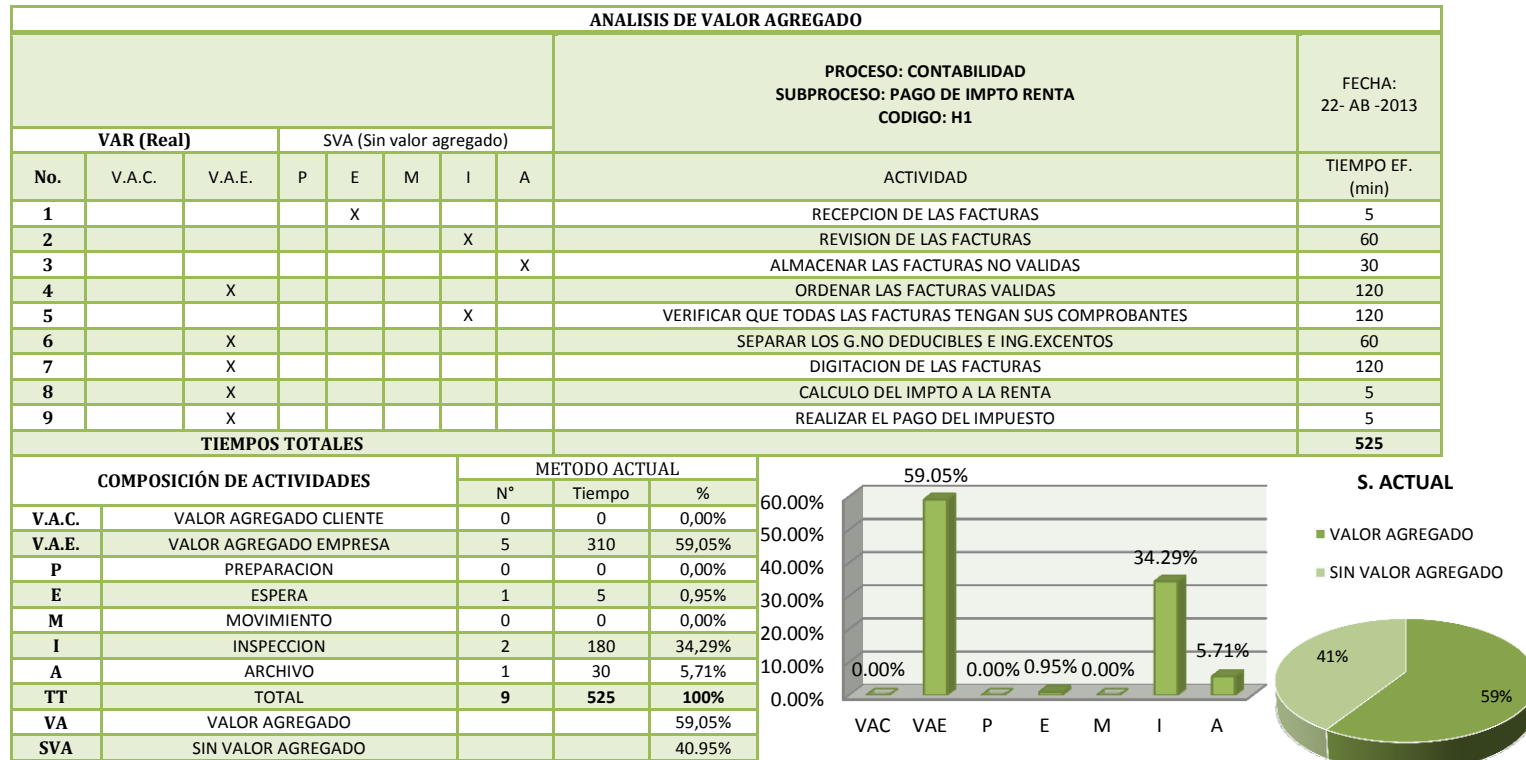 ANALISIS DE VALOR AGREGADO
PROCESO: CONTABILIDAD
SUBPROCESO: PAGO DE IMPTO RENTA
CODIGO: H1
FECHA:
22- AB -2013
VAR (Real) SVA (Sin valor agregado)
No. V.A.C. V.A.E. P E M I A ACTIVIDAD TIEMPO EF. (min)
1 X RECEPCION DE LAS FACTURAS 5
2 X REVISION DE LAS FACTURAS 60
3 X ALMACENAR LAS FACTURAS NO VALIDAS 30
4 X ORDENAR LAS FACTURAS VALIDAS 120
5 X VERIFICAR QUE TODAS LAS FACTURAS TENGAN SUS COMPROBANTES 120
6 X SEPARAR LOS G.NO DEDUCIBLES E ING.EXCENTOS 60
7 X DIGITACION DE LAS FACTURAS 120
8 X CALCULO DEL IMPTO A LA RENTA 5
9 X REALIZAR EL PAGO DEL IMPUESTO 5
TIEMPOS TOTALES 525
COMPOSICIÓN DE ACTIVIDADES METODO ACTUAL
N° Tiempo %
V.A.C. VALOR AGREGADO CLIENTE 0 0 0,00%
V.A.E. VALOR AGREGADO EMPRESA 5 310 59,05%
P PREPARACION 0 0 0,00%
E ESPERA 1 5 0,95%
M MOVIMIENTO 0 0 0,00%
I INSPECCION 2 180 34,29%
A ARCHIVO 1 30 5,71%
TT TOTAL 9 525 100%
VA VALOR AGREGADO 59,05%
SVA SIN VALOR AGREGADO 40.95%
60.00%
50.00%
40.00%
30.00%
20.00%
10.00%
0.00%
0.00% 59.05% 0.00% 0.95% 0.00% 34.29% 5.71%
VAC VAE P E M I A
S. ACTUAL
VALOR AGREGADO
SIN VALOR AGREGADO
41%
59%